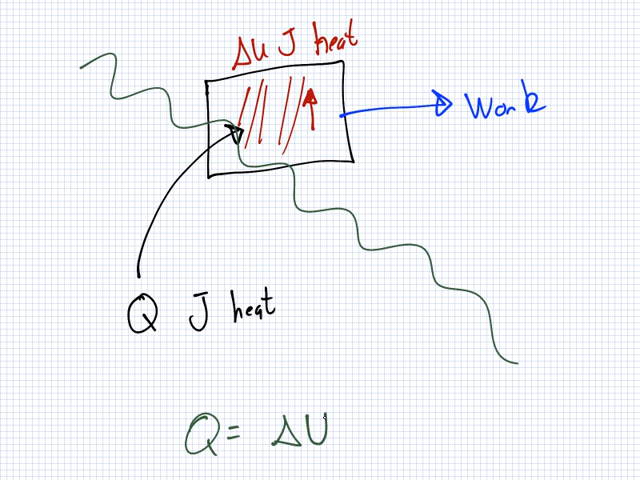 ΔU J heat
Work
Q J heat
Q = ΔU